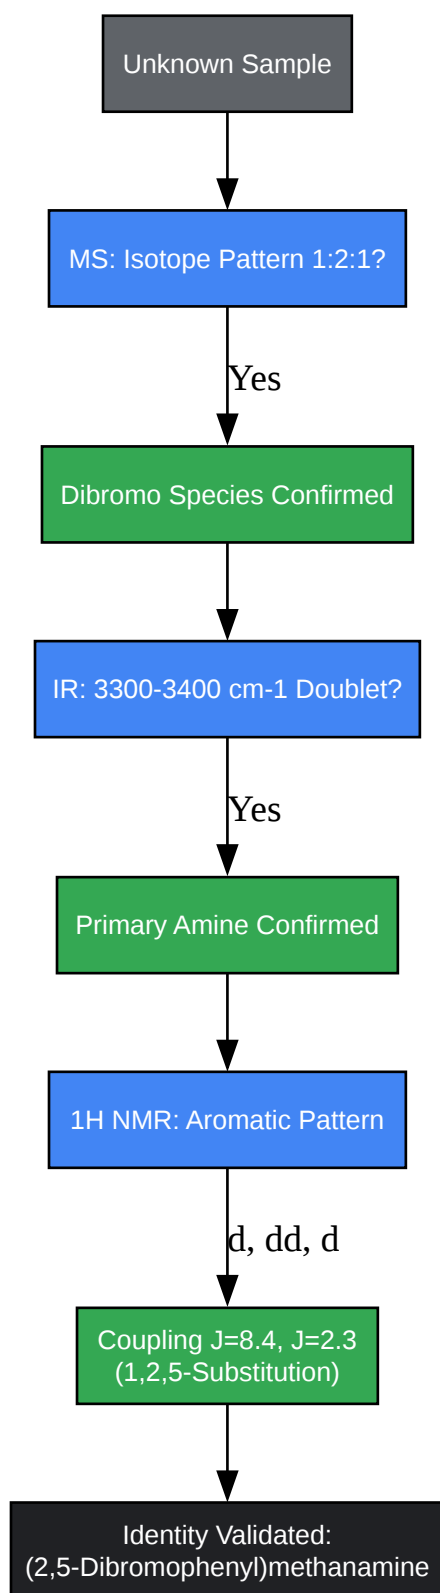 Unknown Sample
MS: Isotope Pattern 1:2:1?
Yes
Dibromo Species Confirmed
IR: 3300-3400 cm-1 Doublet?
Yes
Primary Amine Confirmed
1H NMR: Aromatic Pattern
d, dd, d
Coupling J=8.4, J=2.3
(1,2,5-Substitution)
Identity Validated:
(2,5-Dibromophenyl)methanamine